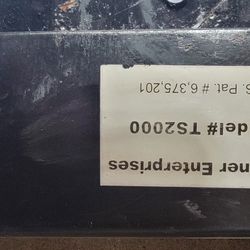 ner Enterprises
del# TS2000
S. Pat. # 6,375,201